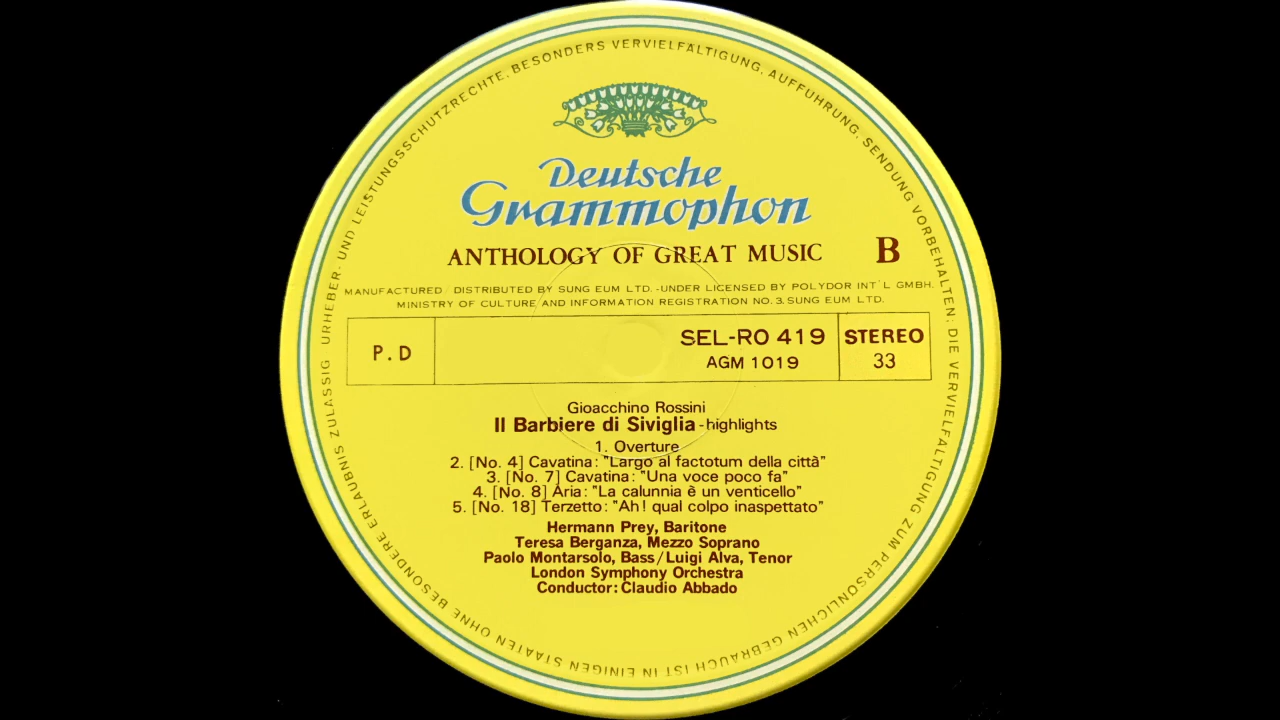 Deutsche
Grammophon
ANTHOLOGY OF GREAT MUSIC
B
MANUFACTURED / DISTRIBUTED BY SUNG EUM LTD. -UNDER LICENSED BY POLYDOR INT'L GMBH.
MINISTRY OF CULTURE AND INFORMATION REGISTRATION NO. 3. SUNG EUM LTD.
P. D
SEL-RO 419
AGM 1019
STEREO
33
Gioacchino Rossini
Il Barbiere di Siviglia -highlights
1. Overture
2. [No. 4] Cavatina: "Largo al factotum della città"
3. [No. 7] Cavatina: "Una voce poco fa"
4. [No. 8] Aria: "La calunnia è un venticello"
5. [No. 18] Terzetto: "Ah! qual colpo inaspettato"
Hermann Prey, Baritone
Teresa Berganza, Mezzo Soprano
Paolo Montarsolo, Bass/Luigi Alva, Tenor
London Symphony Orchestra
Conductor: Claudio Abbado
URHEBER- UND LEISTUNGSSCHUTZRECHTE, BESONDERS VERVIELFÄLTIGUNG, AUFFÜHRUNG, SENDUNG VORBEHALTEN; DIE VERVIELFÄLTIGUNG ZUM PERSÖNLICHEN GEBRAUCH IST IN EINIGEN STAATEN OHNE BESONDERE ERLAUBNIS ZULÄSSIG